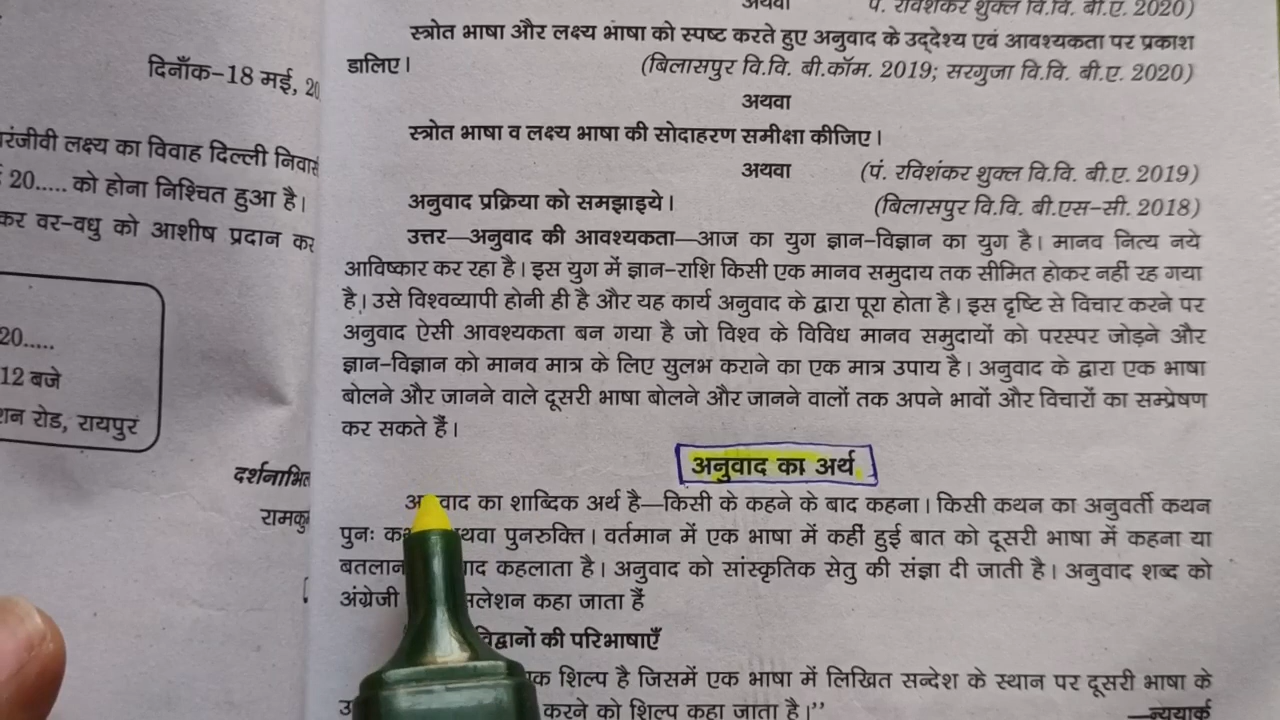 दिनाँक–18 मई, 20
लक्ष्य का विवाह दिल्ली
20..... को होना निश्चित हुआ है।
कर वर–वधु को आशीष प्रदान कर
20.....
12 बजे
रोड, रायपुर
अथवा पं. रविशंकर शुक्ल वि.वि. बी.ए. 2020)
स्त्रोत भाषा और लक्ष्य भाषा को स्पष्ट करते हुए अनुवाद के उद्देश्य एवं आवश्यकता पर प्रकाश
डालिए। (बिलासपुर वि.वि. बी.कॉम. 2019; सरगुजा वि.वि. बी.ए. 2020)
अथवा
स्त्रोत भाषा व लक्ष्य भाषा की सोदाहरण समीक्षा कीजिए।
अथवा (पं. रविशंकर शुक्ल वि.वि. बी.ए. 2019)
अनुवाद प्रक्रिया को समझाइये। (बिलासपुर वि.वि. बी.एस–सी. 2018)
उत्तर—अनुवाद की आवश्यकता—आज का युग ज्ञान–विज्ञान का युग है। मानव नित्य नये
आविष्कार कर रहा है। इस युग में ज्ञान–राशि किसी एक मानव समुदाय तक सीमित होकर नहीं रह गया
है। उसे विश्वव्यापी होनी ही है और यह कार्य अनुवाद के द्वारा पूरा होता है। इस दृष्टि से विचार करने पर
अनुवाद ऐसी आवश्यकता बन गया है जो विश्व के विविध मानव समुदायों को परस्पर जोड़ने और
ज्ञान–विज्ञान को मानव मात्र के लिए सुलभ कराने का एक मात्र उपाय है। अनुवाद के द्वारा एक भाषा
बोलने और जानने वाले दूसरी भाषा बोलने और जानने वालों तक अपने भावों और विचारों का सम्प्रेषण
कर सकते हैं।
अनुवाद का अर्थ
का शाब्दिक अर्थ है—किसी के कहने के बाद कहना। किसी कथन का अनुवर्ती कथन
पुनः पुनरुक्ति। वर्तमान में एक भाषा में कहीं हुई बात को दूसरी भाषा में कहना या
कहलाता है। अनुवाद को सांस्कृतिक सेतु की संज्ञा दी जाती है। अनुवाद शब्द को
अंग्रेजी कहा जाता हैं
विद्वानों की परिभाषाएँ
शिल्प है जिसमें एक भाषा में लिखित सन्देश के स्थान पर दूसरी भाषा के
करने को शिल्प कहा जाता है।” —न्यूयार्क